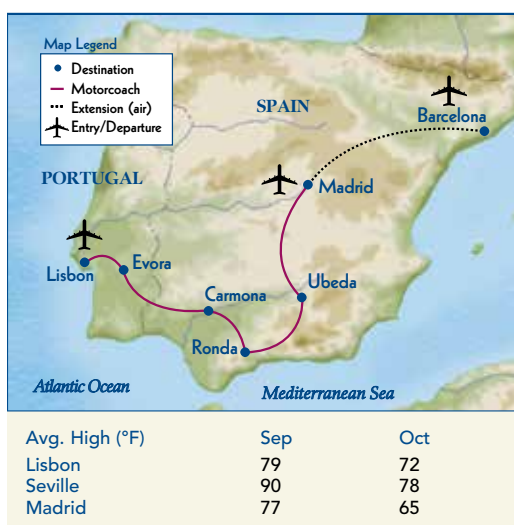 Map Legend
Destination
Motorcoach
Extension (air)
Entry/Departure
SPAIN
Barcelona
PORTUGAL
Madrid
Lisbon
Evora
Carmona
Ubeda
Ronda
Atlantic Ocean
Mediterranean Sea
Avg. High (°F) Sep Oct
Lisbon 79 72
Seville 90 78
Madrid 77 65